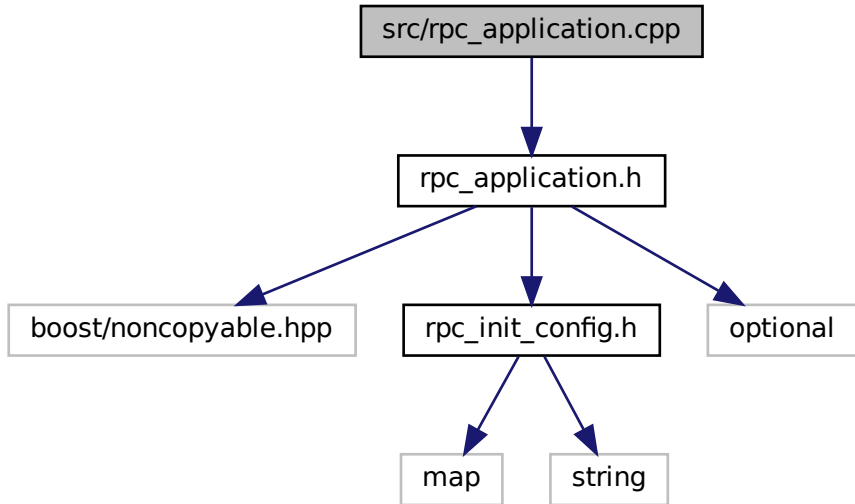 src/rpc_application.cpp
rpc_application.h
boost/noncopyable.hpp
rpc_init_config.h
optional
map
string